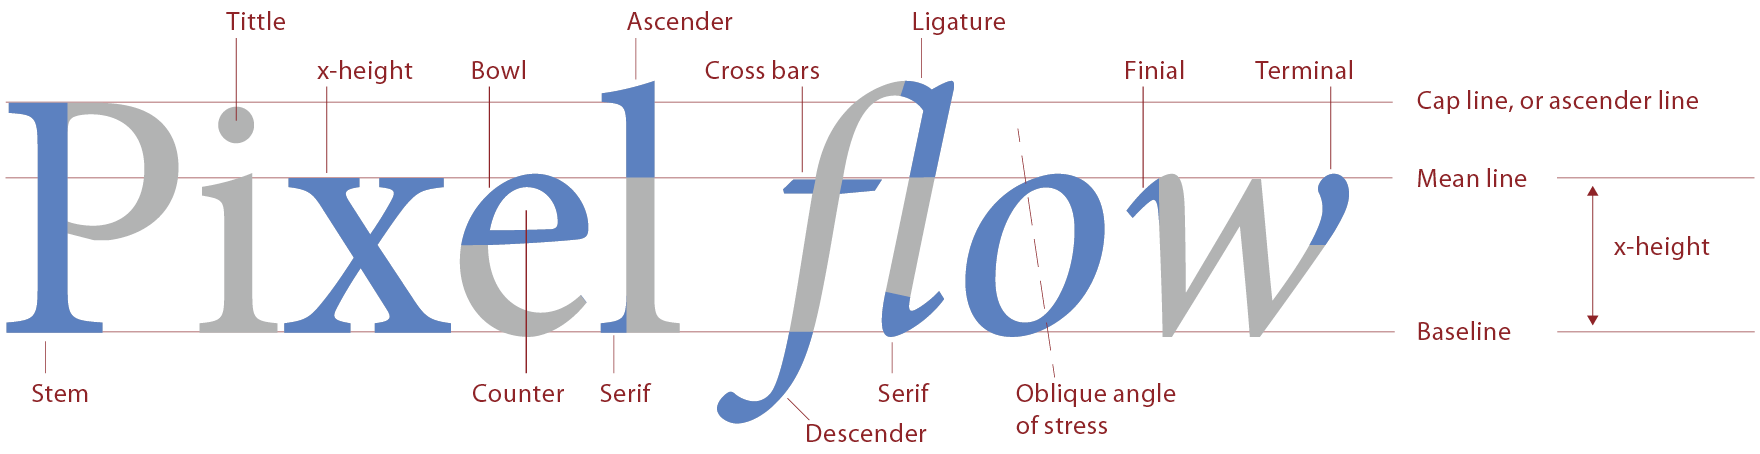 Tittle
Ascender
Ligature
x-height
Bowl
Cross bars
Finial
Terminal
Cap line, or ascender line
Pixel flow
Mean line
x-height
Baseline
Stem
Counter
Serif
Serif
Oblique angle
of stress
Descender